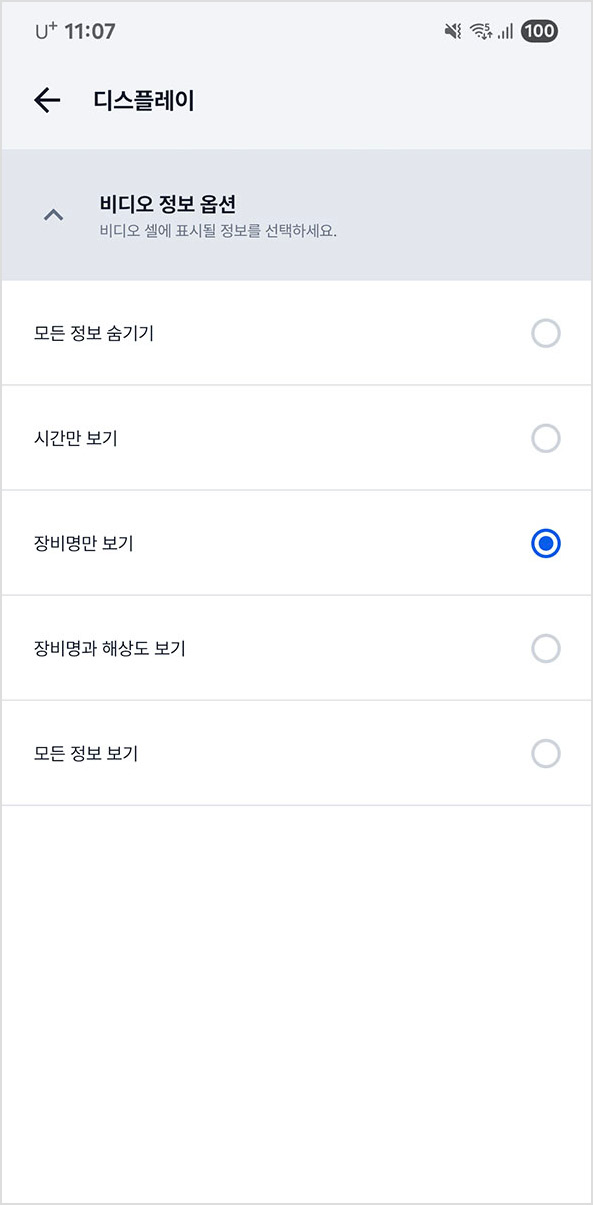 U+ 11:07 100
디스플레이
비디오 정보 옵션
비디오 셀에 표시될 정보를 선택하세요.
모든 정보 숨기기
시간만 보기
장비명만 보기
장비명과 해상도 보기
모든 정보 보기